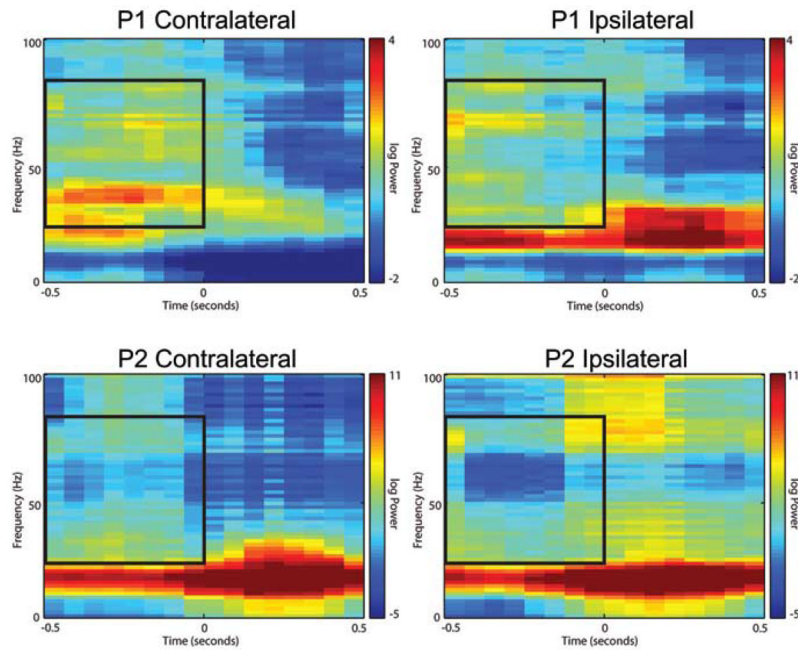 P1 Contralateral
100
50
0
Frequency (Hz)
-0.5
0
0.5
Time (seconds)
4
log Power
-2
P1 Ipsilateral
100
50
0
Frequency (Hz)
-0.5
0
0.5
Time (seconds)
4
log Power
-2
P2 Contralateral
100
50
0
Frequency (Hz)
-0.5
0
0.5
Time (seconds)
11
log Power
-5
P2 Ipsilateral
100
50
0
Frequency (Hz)
-0.5
0
0.5
Time (seconds)
11
log Power
-5